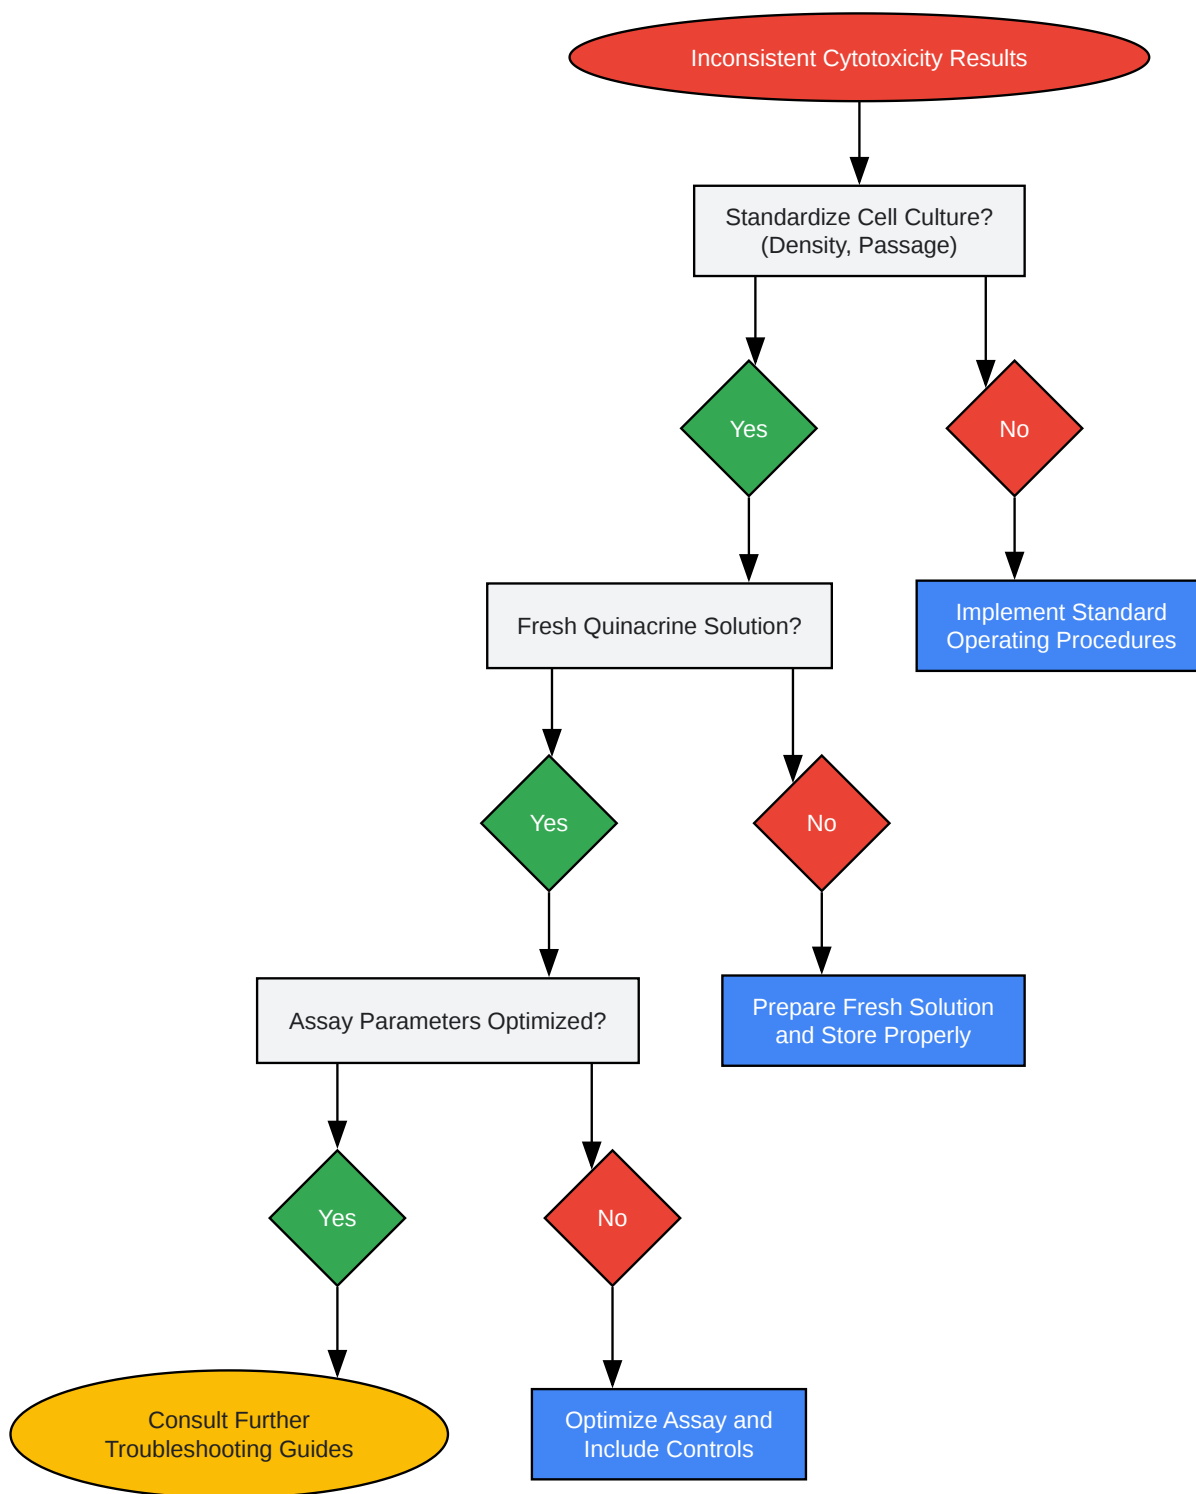 Inconsistent Cytotoxicity Results
Standardize Cell Culture?
(Density, Passage)
Yes
No
Fresh Quinacrine Solution?
Implement Standard
Operating Procedures
Yes
No
Assay Parameters Optimized?
Prepare Fresh Solution
and Store Properly
Yes
No
Consult Further
Troubleshooting Guides
Optimize Assay and
Include Controls